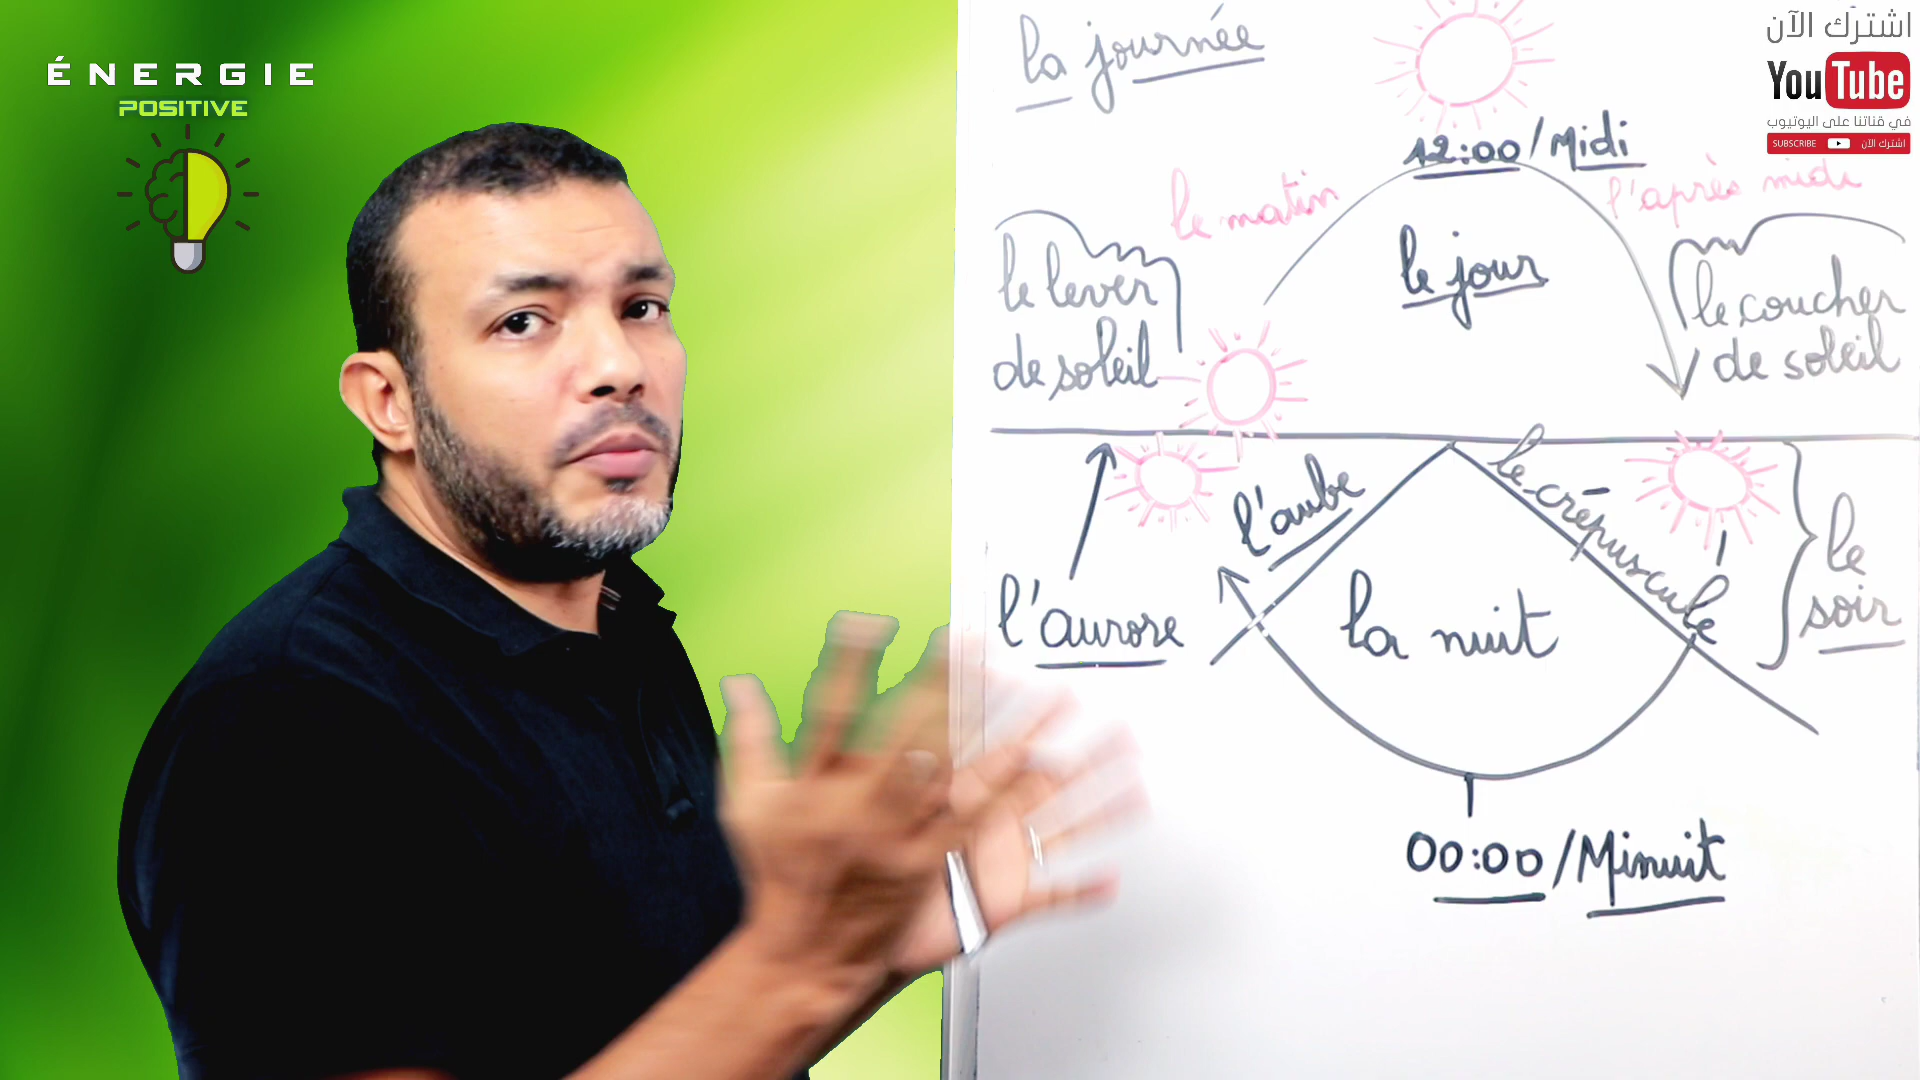 ÉNERGIE
POSITIVE
la journée
اشترك الآن
YouTube
في قناتنا على اليوتيوب
SUBSCRIBE
اشترك الآن
12:00/Midi
le matin
l'après midi
le jour
le lever
de soleil
le coucher
de soleil
l'aube
le crépuscule
l'aurore
la nuit
le
soir
00:00/Minuit